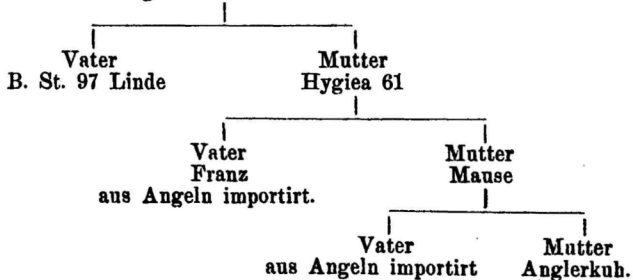 Vater Mutter
B. St. 97 Linde Hygiea 61
Vater Mutter
Franz Mause
aus Angeln importirt.
Vater Mutter
aus Angeln importirt Anglerkuh.